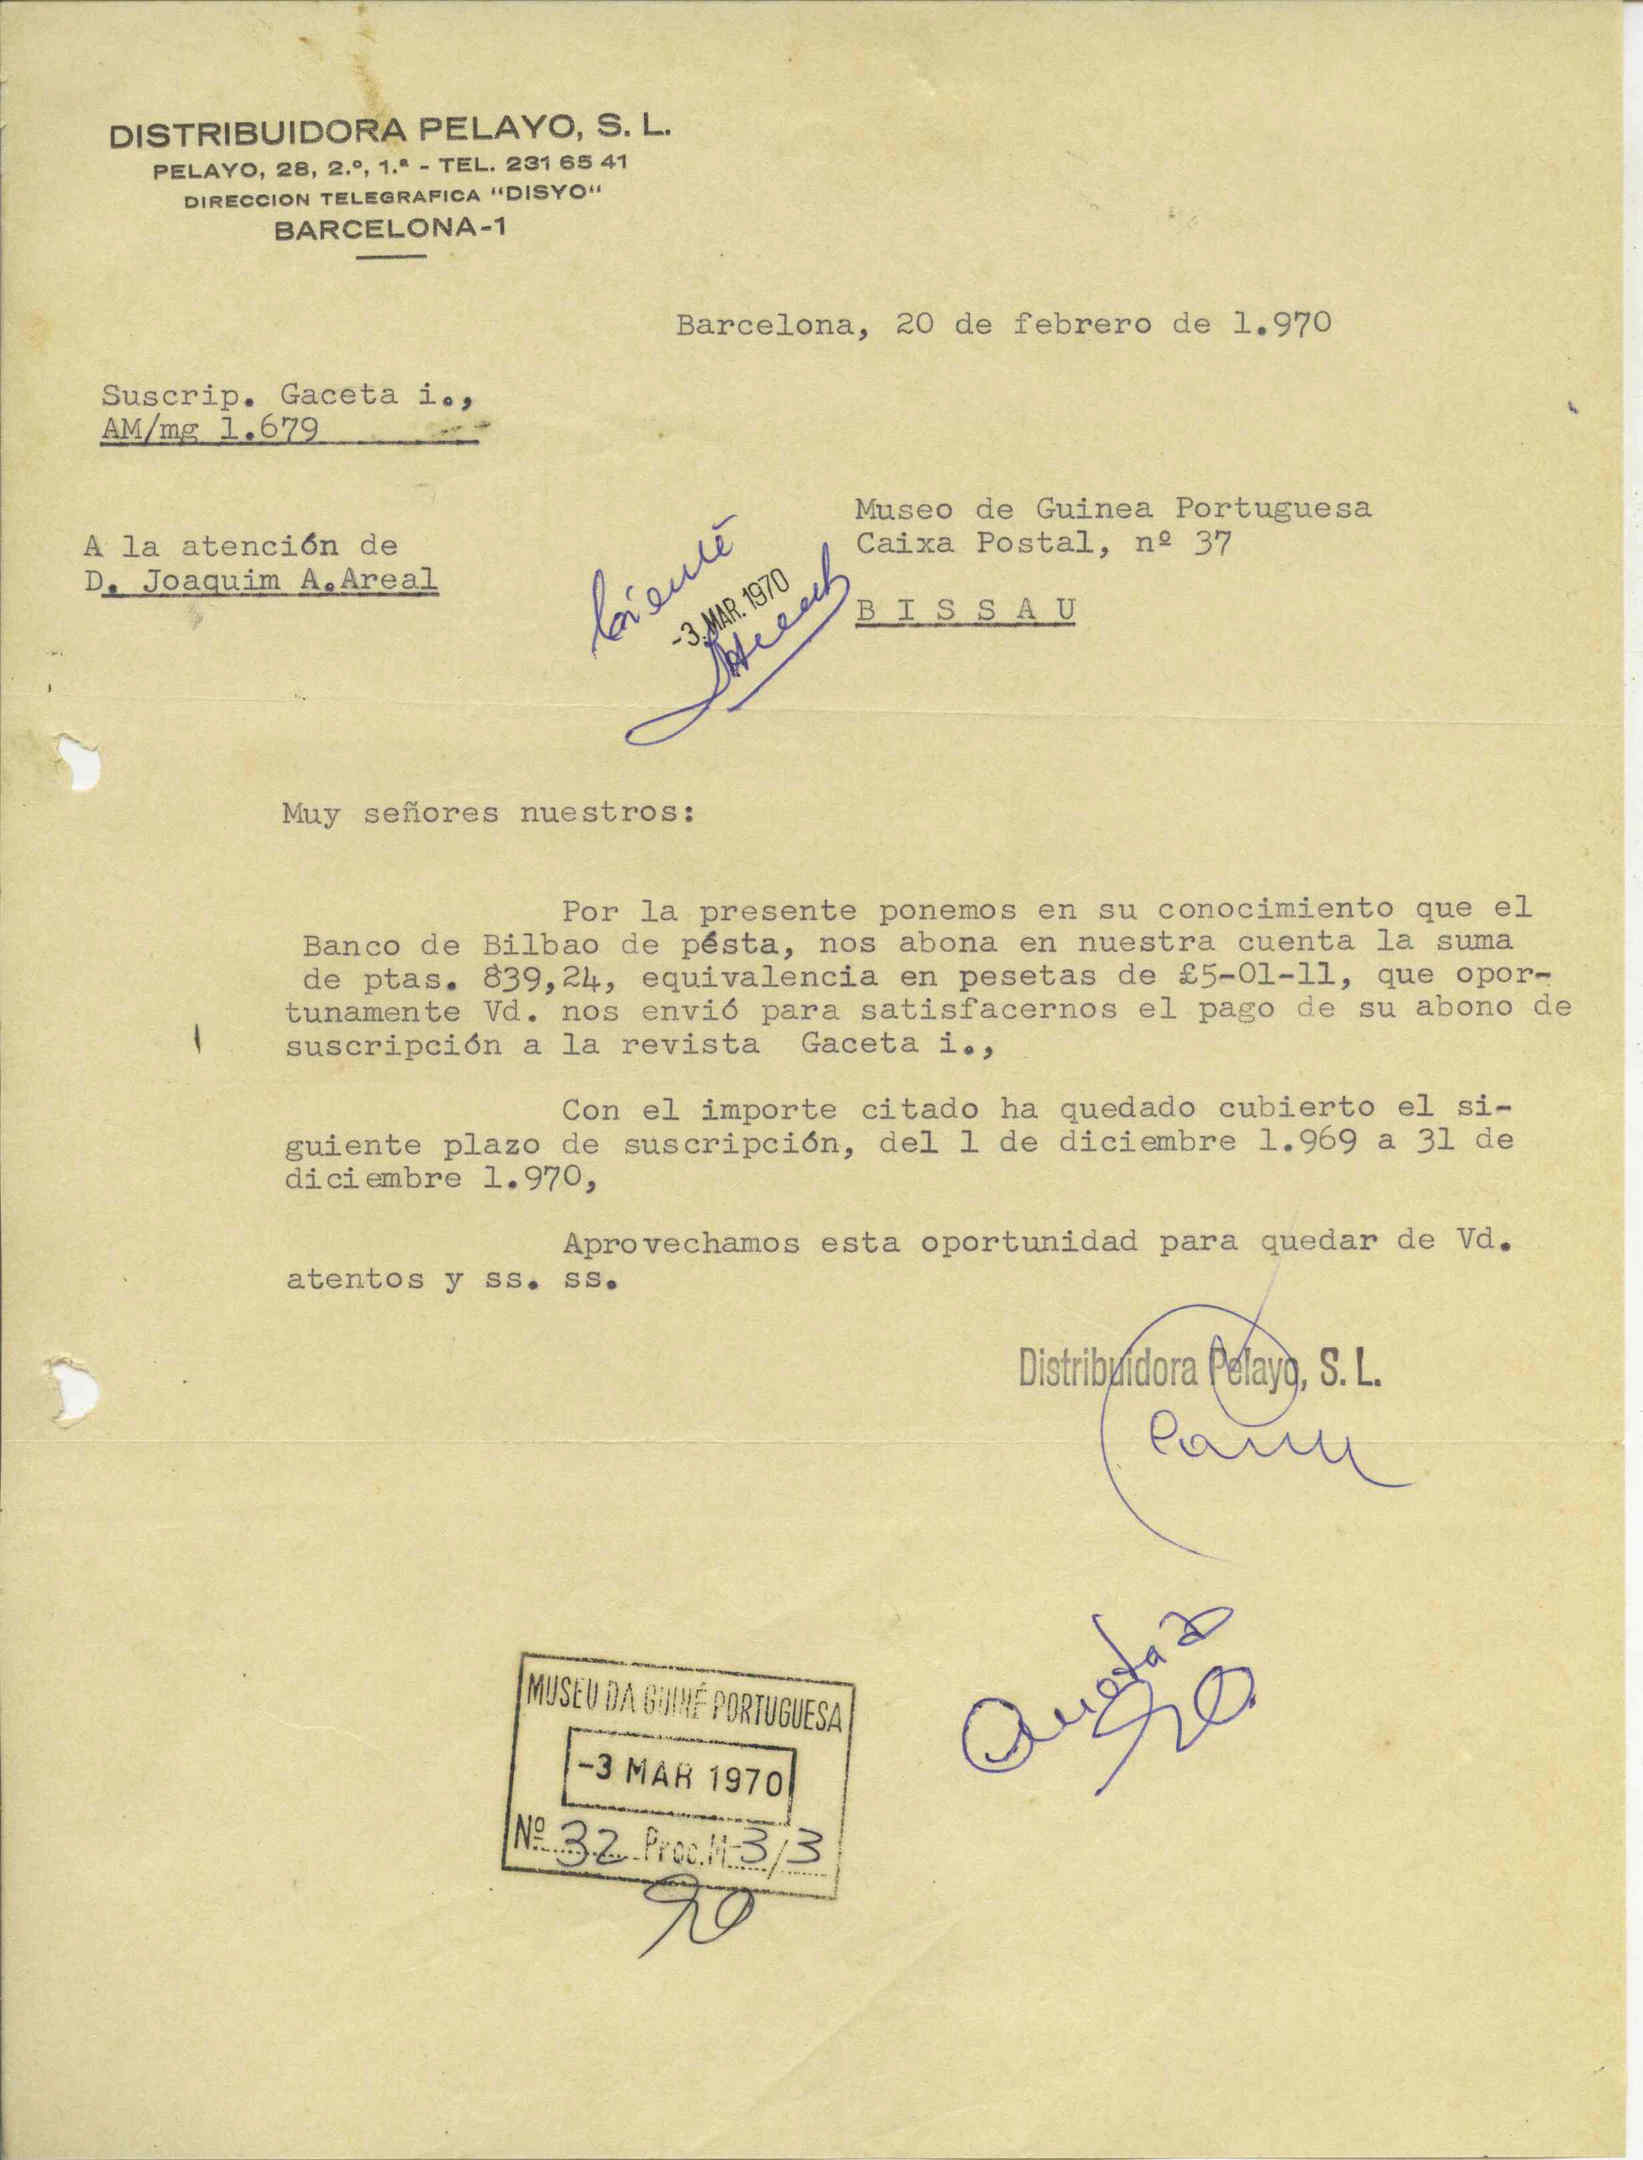 DISTRIBUIDORA PELAYO, S. L.
PELAYO, 28, 2.º, 1.ª - TEL. 231 65 41
DIRECCION TELEGRAFICA "DISYO"
BARCELONA-1
Barcelona, 20 de febrero de 1.970
Suscrip. Gaceta i.,
AM/mg 1.679
Museo de Guinea Portuguesa
Caixa Postal, nº 37
B I S S A U
A la atención de
D. Joaquim A.Areal
Ciente
-3. MAR. 1970
Muy señores nuestros:
Por la presente ponemos en su conocimiento que el
Banco de Bilbao de pésta, nos abona en nuestra cuenta la suma
de ptas. 839,24, equivalencia en pesetas de £5-01-11, que opor-
tunamente Vd. nos envió para satisfacernos el pago de su abono de
suscripción a la revista Gaceta i.,
Con el importe citado ha quedado cubierto el si-
guiente plazo de suscripción, del 1 de diciembre 1.969 a 31 de
diciembre 1.970,
Aprovechamos esta oportunidad para quedar de Vd.
atentos y ss. ss.
Distribuidora Pelayo, S. L.
MUSEU DA GUINÉ PORTUGUESA
-3 MAR 1970
Nº 32 Proc. M-3/3